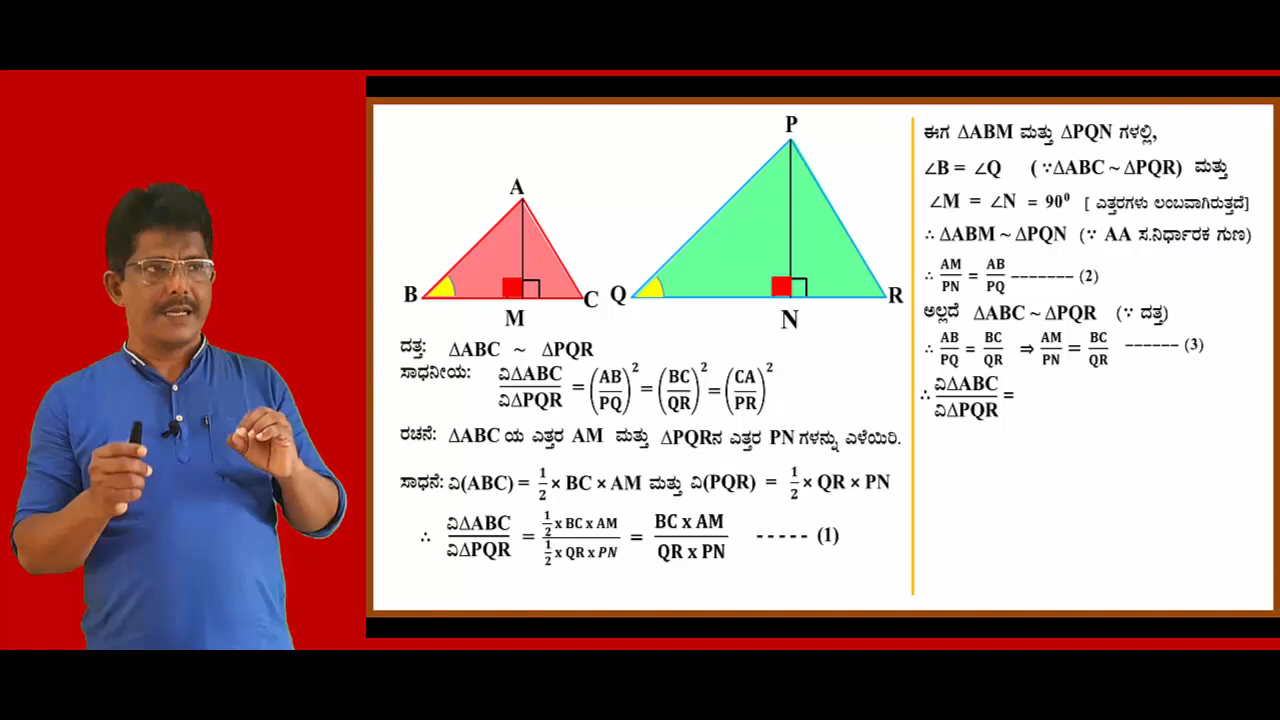 P
A
B
C
M
Q
R
N
ದತ್ತ: ΔABC ~ ΔPQR
ಸಾಧನೀಯ: ವಿΔABC/ವಿΔPQR = (AB/PQ)² = (BC/QR)² = (CA/PR)²
ರಚನೆ: ΔABC ಯ ಎತ್ತರ AM ಮತ್ತು ΔPQRನ ಎತ್ತರ PN ಗಳನ್ನು ಎಳೆಯಿರಿ.
ಸಾಧನೆ: ವಿ(ABC) = 1/2 × BC × AM ಮತ್ತು ವಿ(PQR) = 1/2 × QR × PN
∴ ವಿΔABC/ವಿΔPQR = (1/2 x BC x AM)/(1/2 x QR x PN) = (BC x AM)/(QR x PN) ----- (1)
ಈಗ ΔABM ಮತ್ತು ΔPQN ಗಳಲ್ಲಿ,
∠B = ∠Q (∵ΔABC ~ ΔPQR) ಮತ್ತು
∠M = ∠N = 90⁰ [ ಎತ್ತರಗಳು ಲಂಬವಾಗಿರುತ್ತದೆ]
∴ ΔABM ~ ΔPQN (∵ AA ಸ.ನಿರ್ಧಾರಕ ಗುಣ)
∴ AM/PN = AB/PQ ------- (2)
ಅಲ್ಲದೆ ΔABC ~ ΔPQR (∵ ದತ್ತ)
∴ AB/PQ = BC/QR ⇒ AM/PN = BC/QR ------ (3)
∴ ವಿΔABC/ವಿΔPQR =